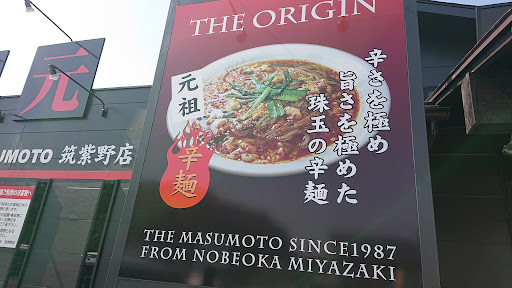 THE ORIGIN
辛さを極め
旨さを極めた
珠玉の辛麺
元祖
辛麺
THE MASUMOTO SINCE1987
FROM NOBEOKA MIYAZAKI
元
UMOTO 筑紫野店